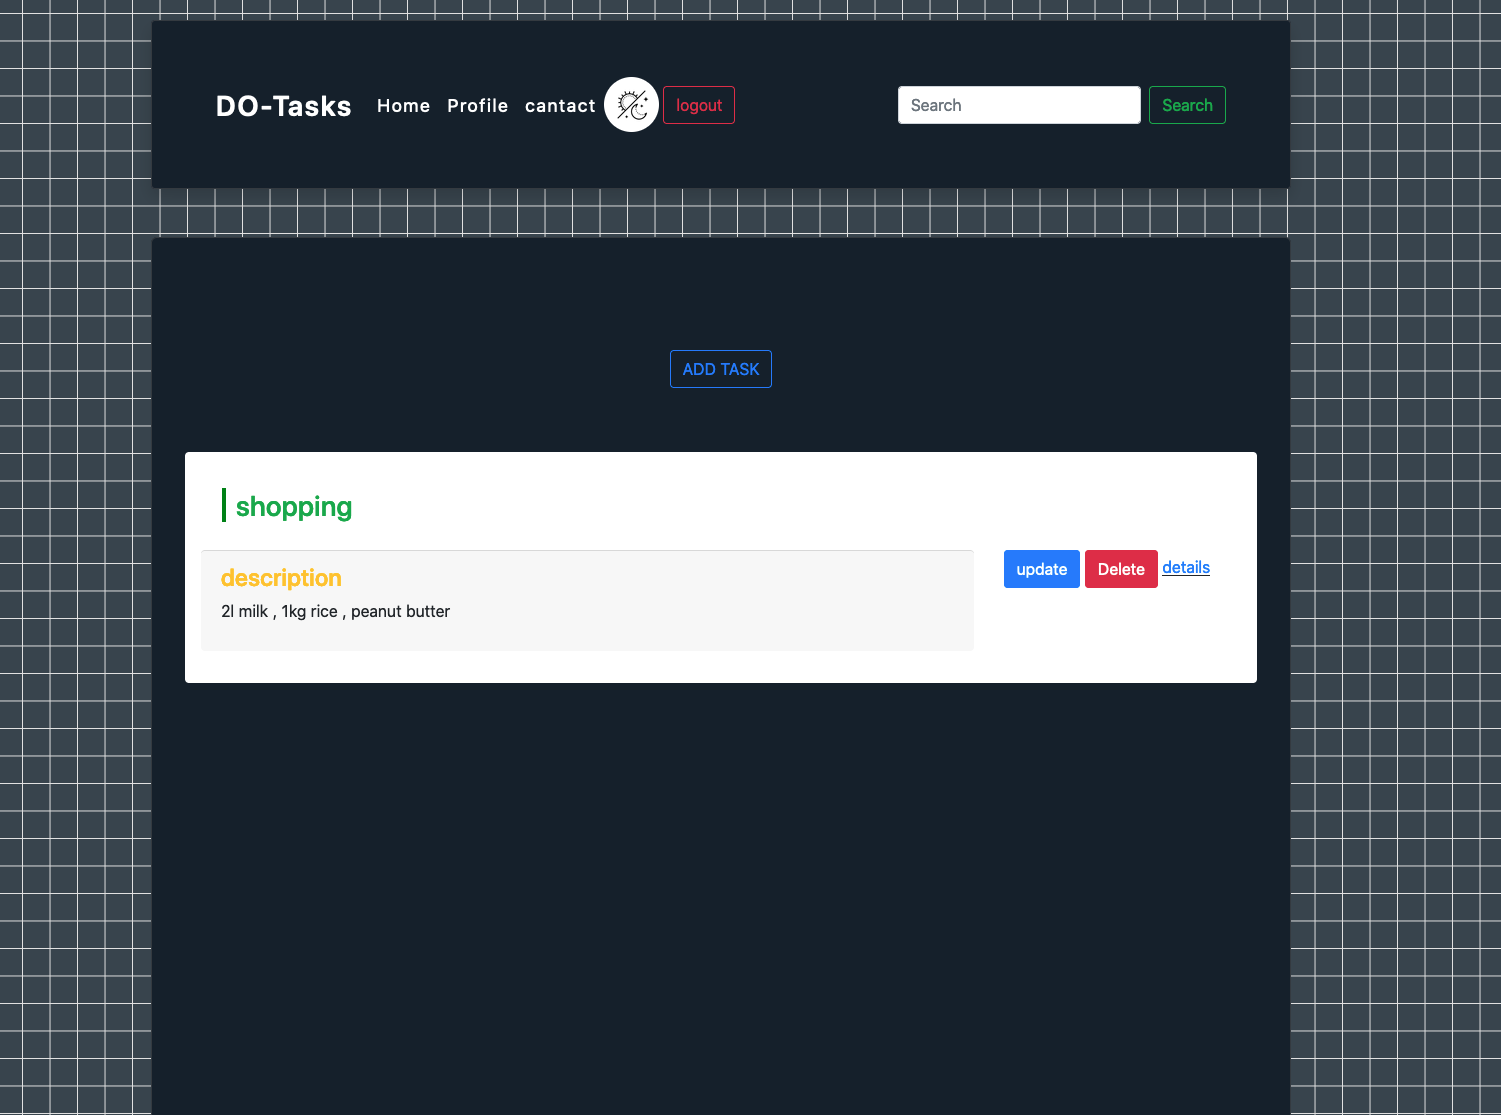 DO-Tasks Home Profile cantact logout Search Search
ADD TASK
shopping
description
2l milk , 1kg rice , peanut butter
update Delete details